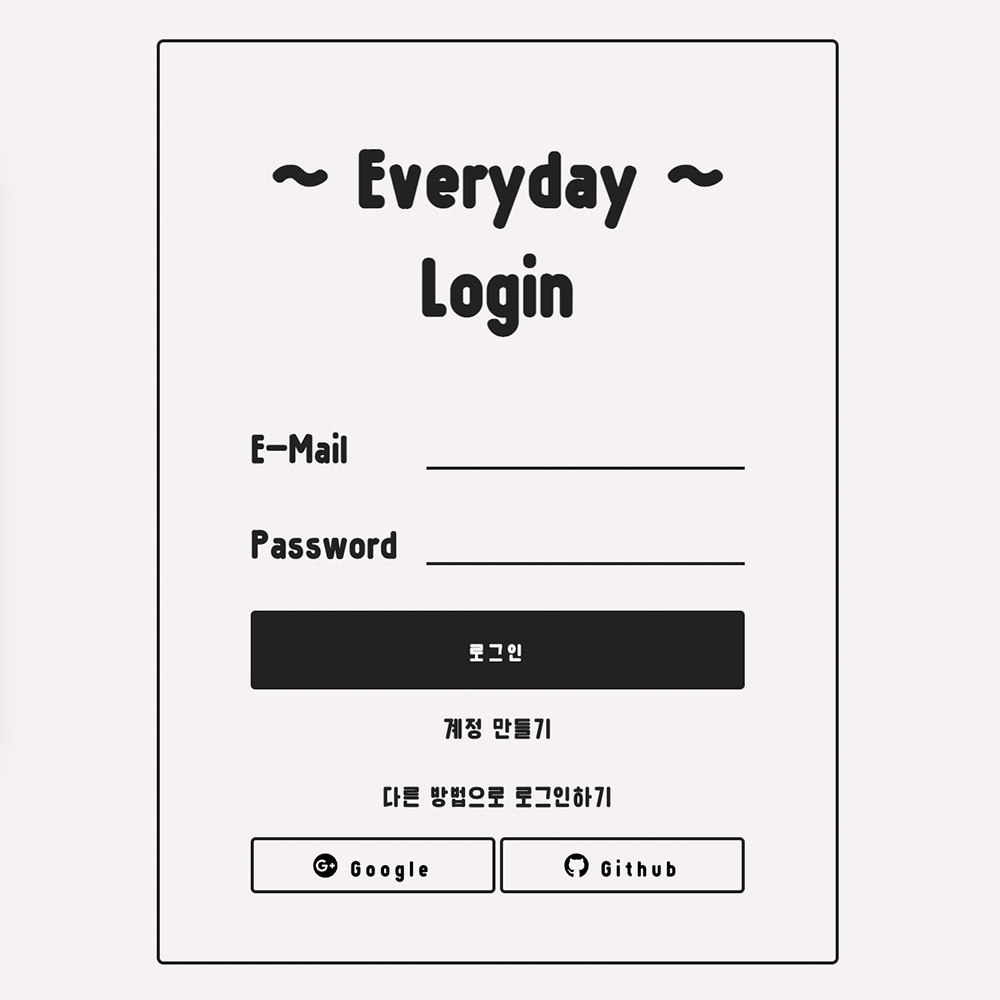 ~ Everyday ~
Login
E-Mail
Password
로그인
계정 만들기
다른 방법으로 로그인하기
G+ Google
Github